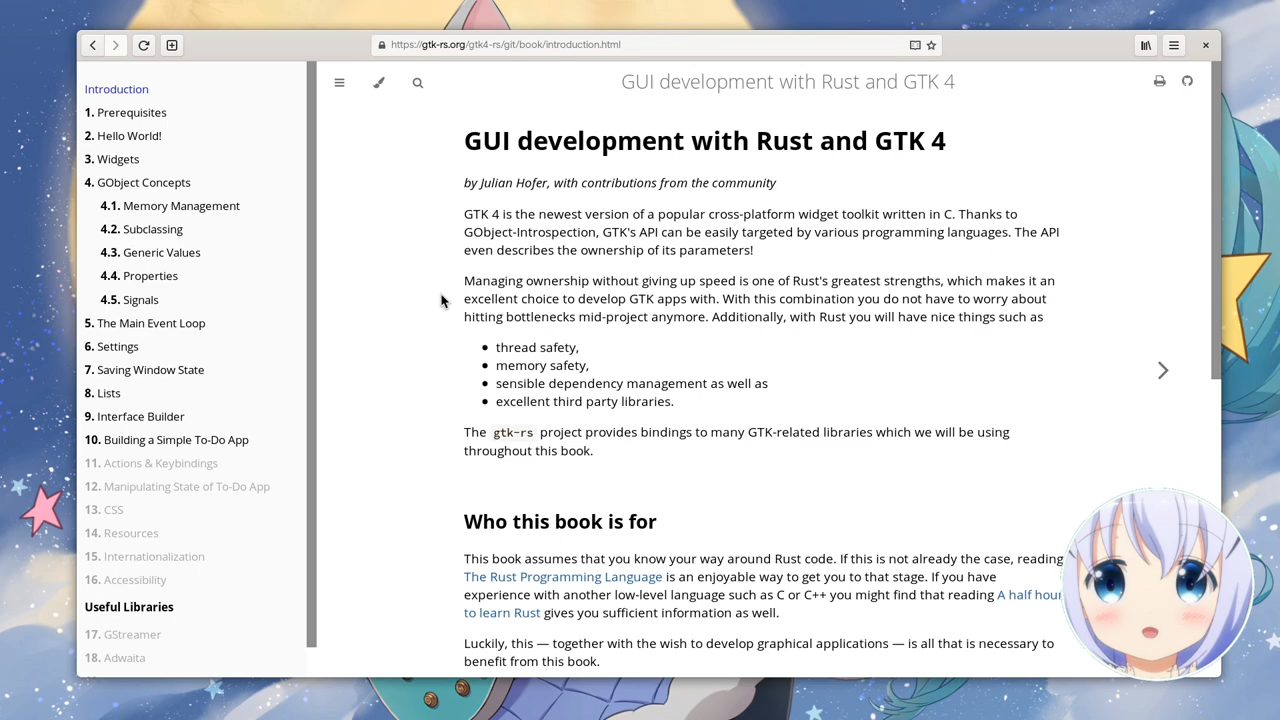 https://gtk-rs.org/gtk4-rs/git/book/introduction.html
Introduction
1. Prerequisites
2. Hello World!
3. Widgets
4. GObject Concepts
4.1. Memory Management
4.2. Subclassing
4.3. Generic Values
4.4. Properties
4.5. Signals
5. The Main Event Loop
6. Settings
7. Saving Window State
8. Lists
9. Interface Builder
10. Building a Simple To-Do App
11. Actions & Keybindings
12. Manipulating State of To-Do App
13. CSS
14. Resources
15. Internationalization
16. Accessibility
Useful Libraries
17. GStreamer
18. Adwaita
GUI development with Rust and GTK 4
GUI development with Rust and GTK 4
by Julian Hofer, with contributions from the community
GTK 4 is the newest version of a popular cross-platform widget toolkit written in C. Thanks to
GObject-Introspection, GTK's API can be easily targeted by various programming languages. The API
even describes the ownership of its parameters!
Managing ownership without giving up speed is one of Rust's greatest strengths, which makes it an
excellent choice to develop GTK apps with. With this combination you do not have to worry about
hitting bottlenecks mid-project anymore. Additionally, with Rust you will have nice things such as
• thread safety,
• memory safety,
• sensible dependency management as well as
• excellent third party libraries.
The gtk-rs project provides bindings to many GTK-related libraries which we will be using
throughout this book.
Who this book is for
This book assumes that you know your way around Rust code. If this is not already the case, reading
The Rust Programming Language is an enjoyable way to get you to that stage. If you have
experience with another low-level language such as C or C++ you might find that reading A half hour
to learn Rust gives you sufficient information as well.
Luckily, this — together with the wish to develop graphical applications — is all that is necessary to
benefit from this book.